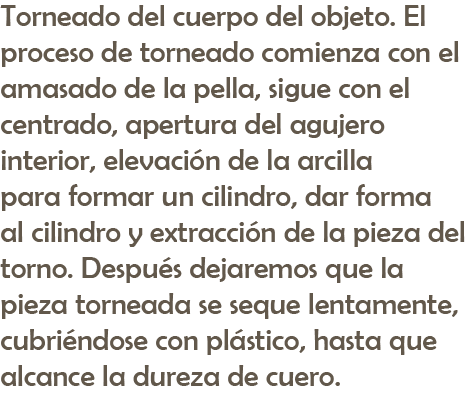 Torneado del cuerpo del objeto. El
proceso de torneado comienza con el
amasado de la pella, sigue con el
centrado, apertura del agujero
interior, elevación de la arcilla
para formar un cilindro, dar forma
al cilindro y extracción de la pieza del
torno. Después dejaremos que la
pieza torneada se seque lentamente,
cubriéndose con plástico, hasta que
alcance la dureza de cuero.